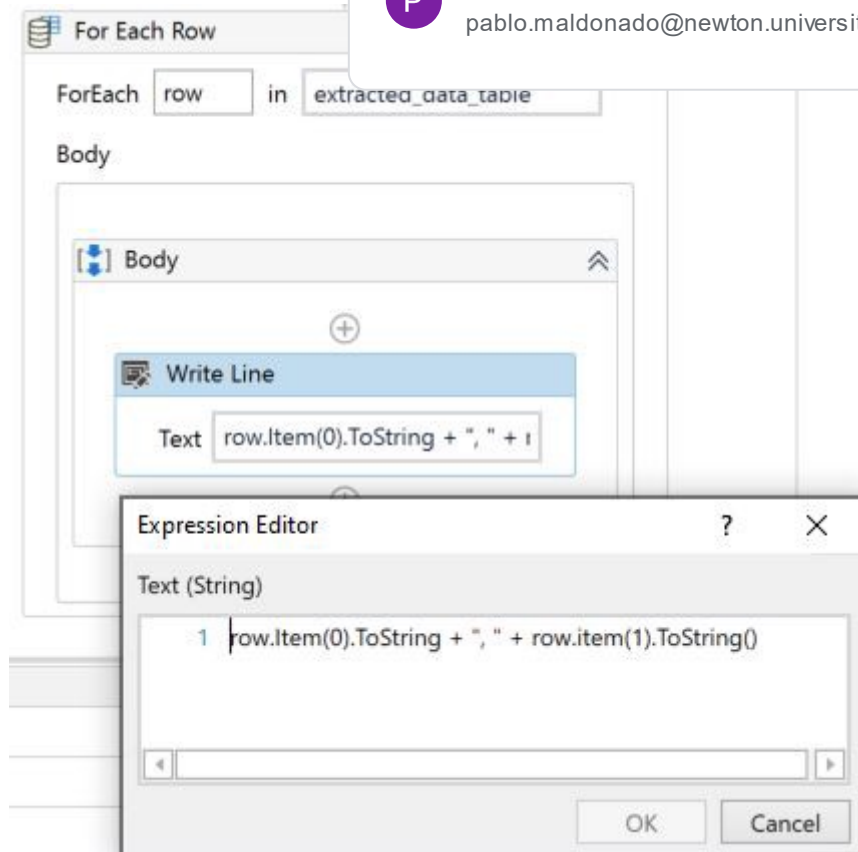 For Each Row
P
pablo.maldonado@newton.universit
ForEach row in extracted_data_table
Body
Body
Write Line
Text row.Item(0).ToString + ", " + r
Expression Editor ?
Text (String)
1 row.Item(0).ToString + ", " + row.item(1).ToString()
OK Cancel